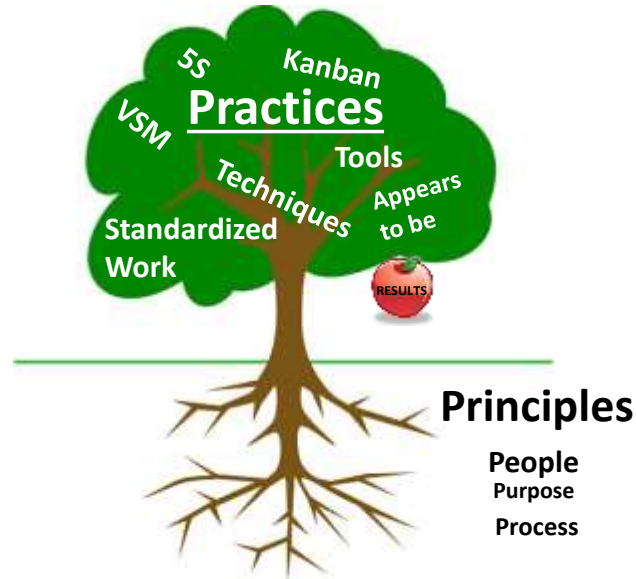 5S
Kanban
VSM
Practices
Tools
Techniques
Appears
to be
Standardized
Work
RESULTS
Principles
People
Purpose
Process